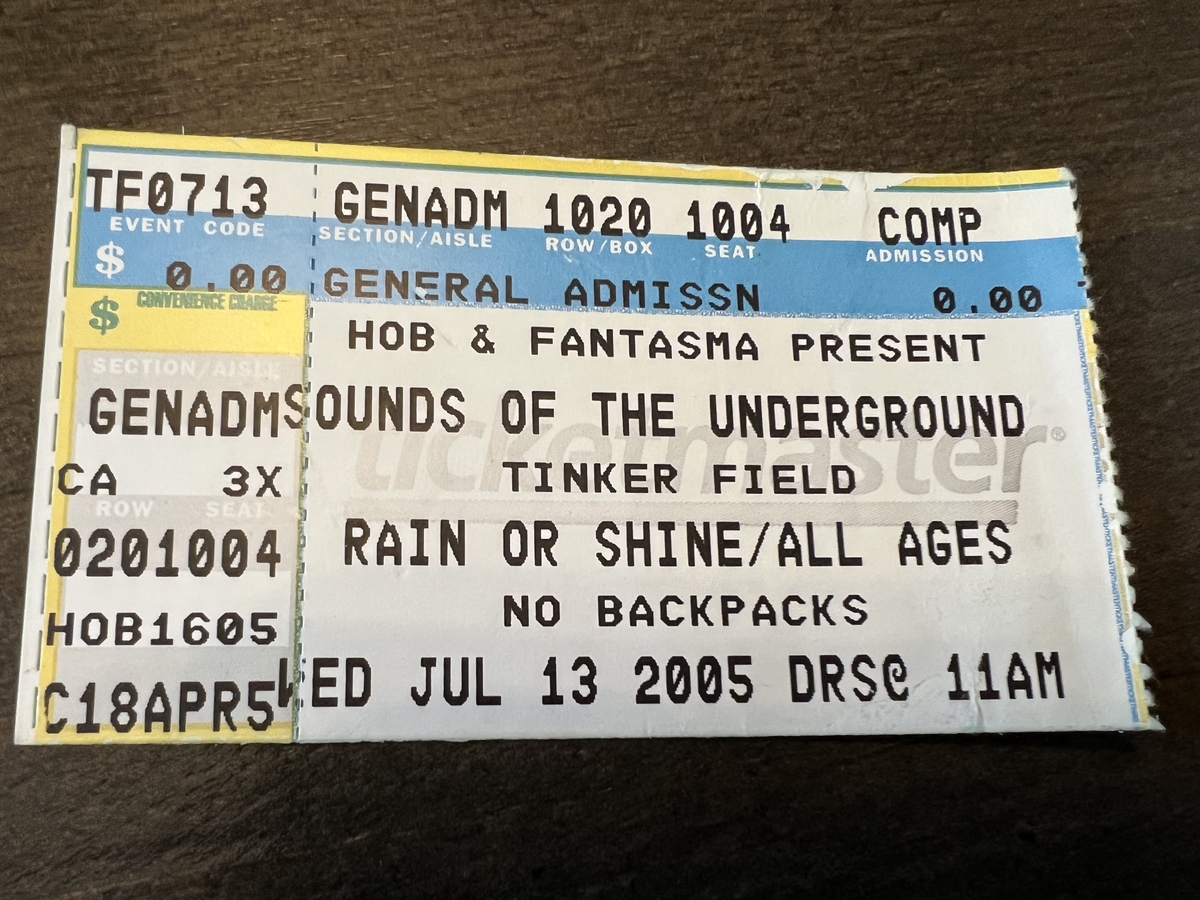 TF0713 GENADM 1020 1004 COMP
EVENT CODE SECTION/AISLE ROW/BOX SEAT ADMISSION
$ 0.00 GENERAL ADMISSN 0.00
$ CONVENIENCE CHARGE
HOB & FANTASMA PRESENT
SECTION/AISLE
GENADM SOUNDS OF THE UNDERGROUND
ticketmaster®
CA 3X TINKER FIELD
ROW SEAT
0201004 RAIN OR SHINE/ALL AGES
HOB1605 NO BACKPACKS
C18APR5 WED JUL 13 2005 DRS@ 11AM